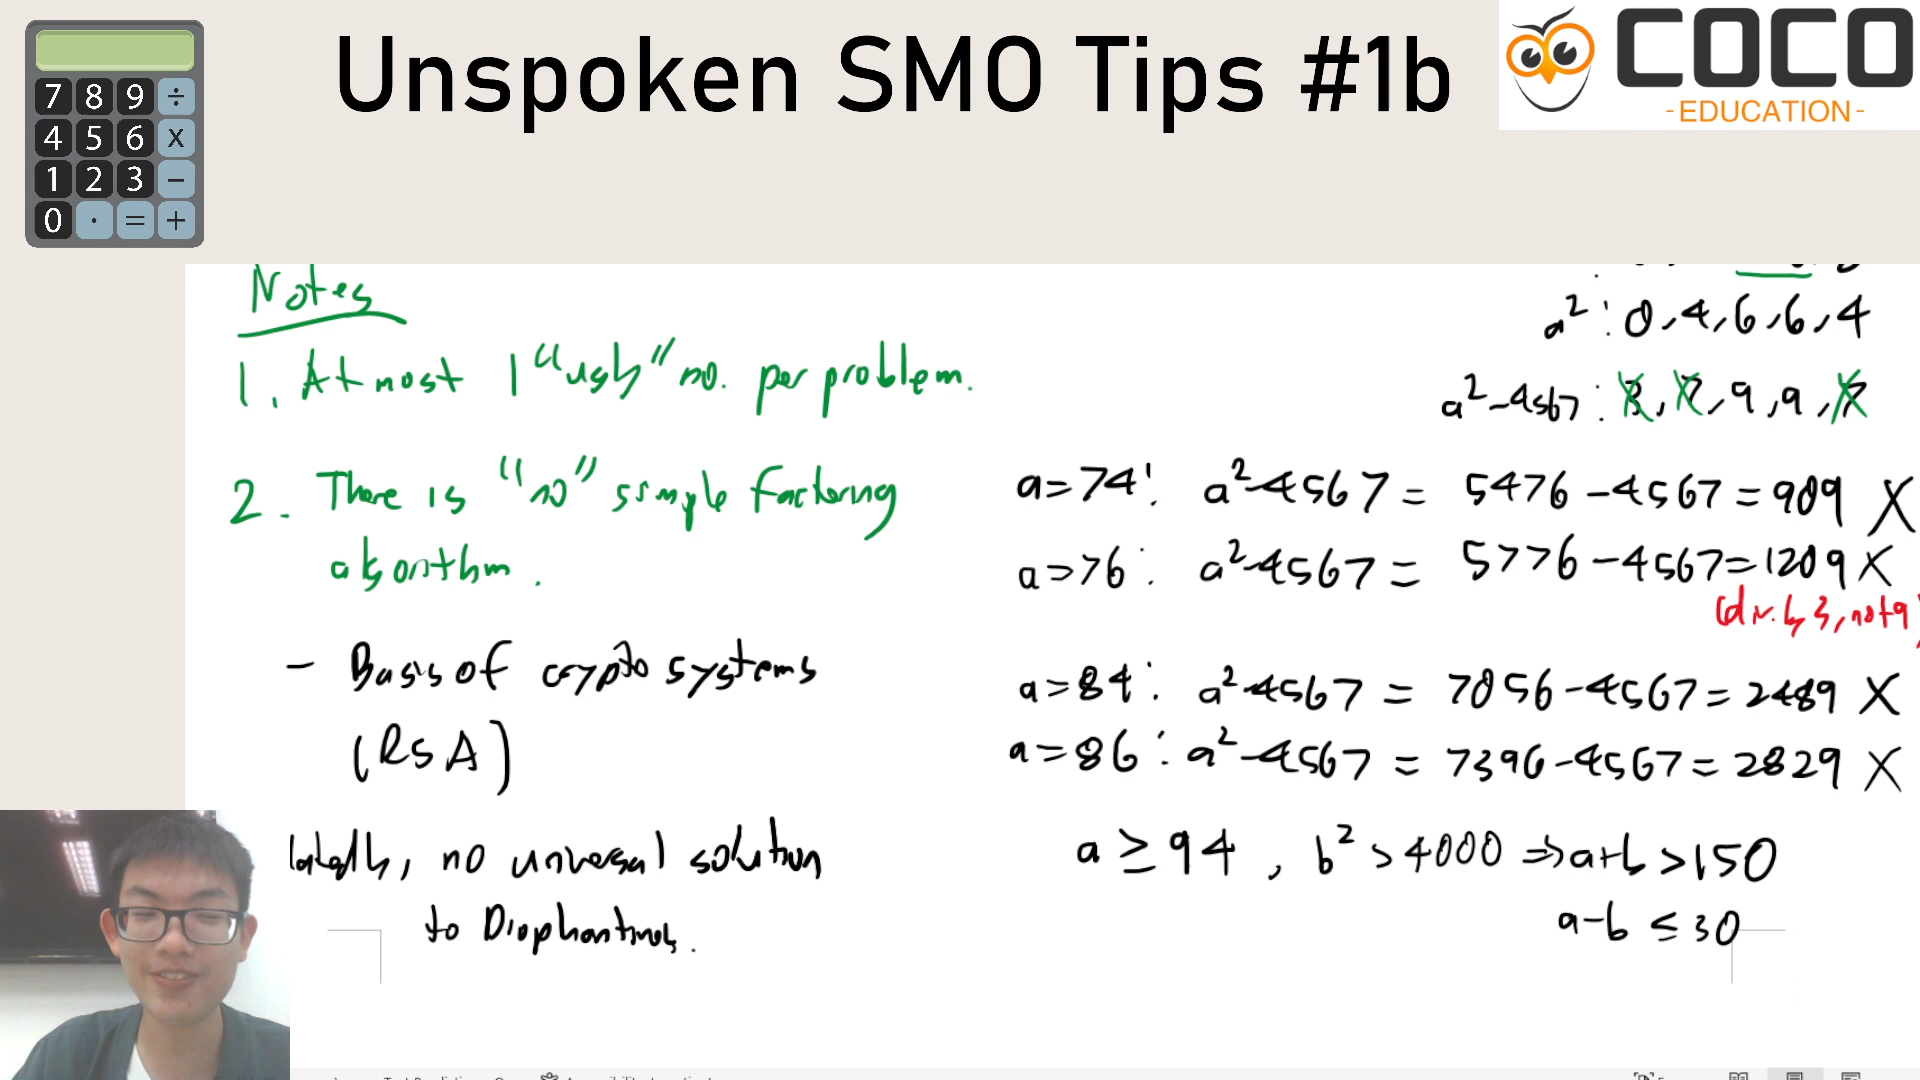 Unspoken SMO Tips #1b
COCO
-EDUCATION-
7 8 9 ÷
4 5 6 X
1 2 3 −
0 · = +
Notes
1. At most 1 "ugly" no. per problem.
2. There is "no" simple factoring
algorithm.
- Basis of crypto systems
(RSA)
no universal solution
to Diophantines.
a² : 0, 4, 6, 6, 4
a²-4567 : 3, 7, 9, 9, 7
a=74: a²-4567 = 5476-4567 = 909 X
a=76: a²-4567 = 5776-4567=1209 X
(div. by 3, not 9)
a=84: a²-4567 = 7056-4567 = 2489 X
a=86: a²-4567 = 7396-4567 = 2829 X
a ≥ 94, b² > 4000 ⇒ a+b > 150
a-b ≤ 30